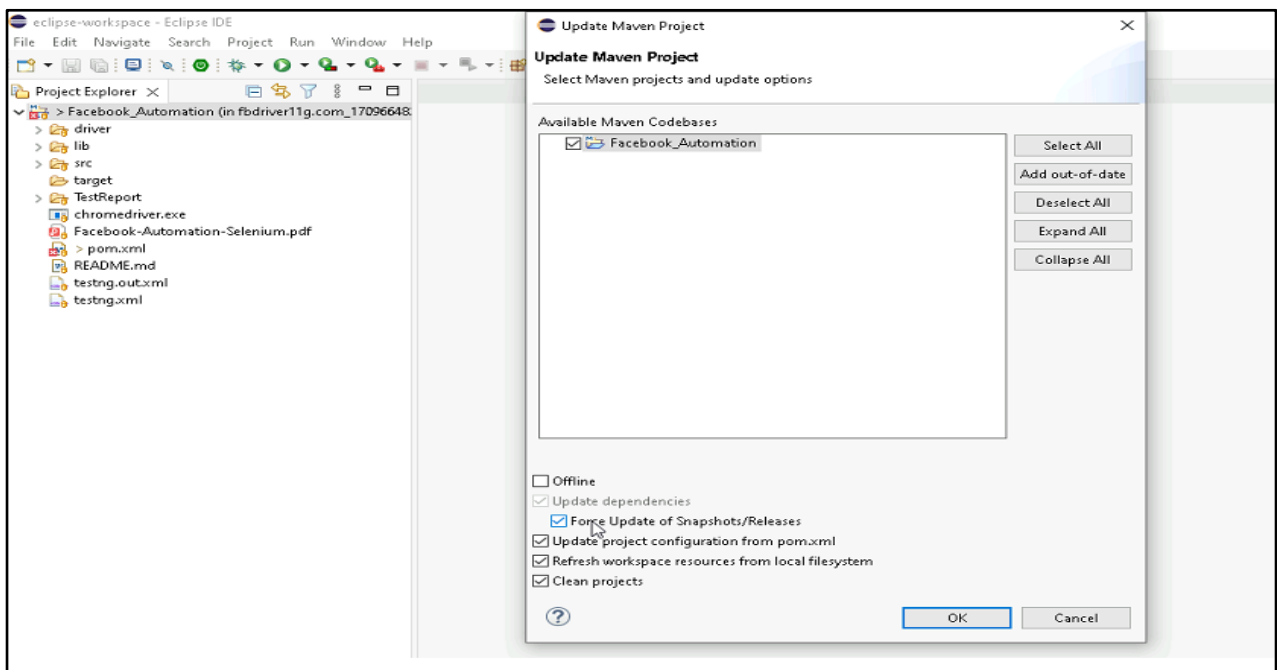 eclipse-workspace - Eclipse IDE
File Edit Navigate Search Project Run Window Help
Project Explorer
> Facebook_Automation (in fbdriver11g.com_17096648
driver
lib
src
target
TestReport
chromedriver.exe
Facebook-Automation-Selenium.pdf
> pom.xml
README.md
testng.out.xml
testng.xml
Update Maven Project
Update Maven Project
Select Maven projects and update options
Available Maven Codebases
Facebook_Automation
Select All
Add out-of-date
Deselect All
Expand All
Collapse All
Offline
Update dependencies
Force Update of Snapshots/Releases
Update project configuration from pom.xml
Refresh workspace resources from local filesystem
Clean projects
OK Cancel